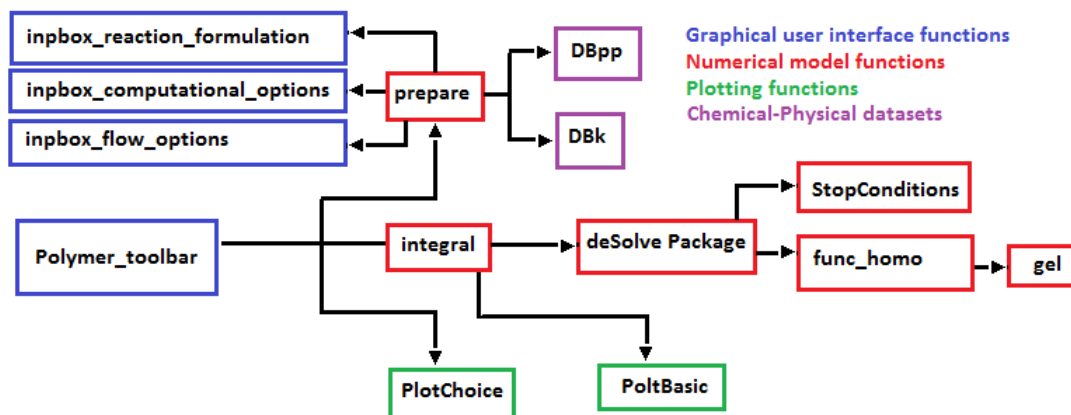 inpbox_reaction_formulation
inpbox_computational_options
inpbox_flow_options
prepare
DBpp
DBk
Graphical user interface functions
Numerical model functions
Plotting functions
Chemical-Physical datasets
Polymer_toolbar
integral
deSolve Package
StopConditions
func_homo
gel
PlotChoice
PoltBasic